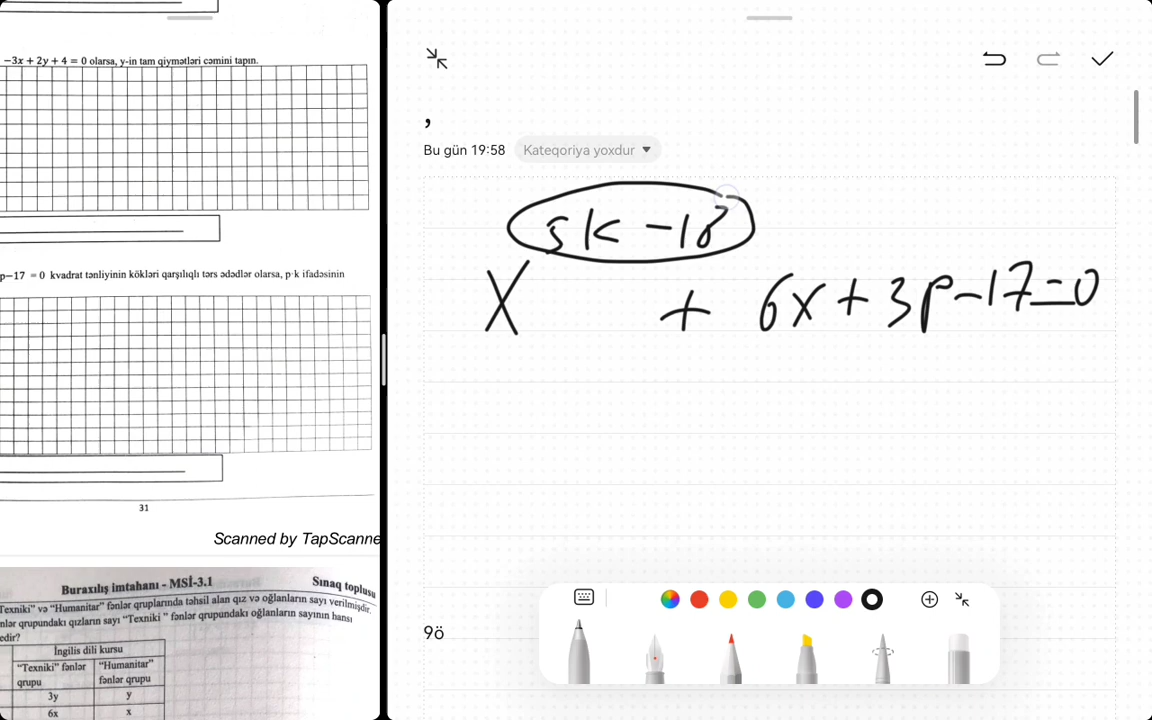 −3x + 2y + 4 = 0 olarsa, y-in tam qiymətləri cəmini tapın.
p−17 = 0 kvadrat tənliyinin kökləri qarşılıqlı tərs ədədlər olarsa, p·k ifadəsinin
31
Scanned by TapScanne
Buraxılış imtahanı - MSİ-3.1
Sınaq toplusu
Texniki" və "Humanitar" fənlər qruplarında təhsil alan qız və oğlanların sayı verilmişdir.
nlər qrupundakı qızların sayı "Texniki" fənlər qrupundakı oğlanların sayının hansı
edir?
İngilis dili kursu
"Texniki" fənlər qrupu
"Humanitar" fənlər qrupu
3y y
6x x
,
Bu gün 19:58 Kateqoriya yoxdur
5k −18
X + 6x + 3p − 17 = 0
9ö